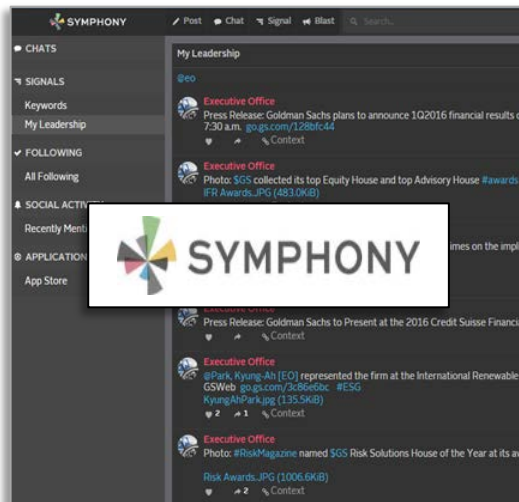 SYMPHONY
Post
Chat
Signal
Blast
Search...
CHATS
SIGNALS
Keywords
My Leadership
FOLLOWING
All Following
SOCIAL ACTIVITY
Recently
APPLICATION
App Store
My Leadership
@eo
Executive Office
Press Release: Goldman Sachs plans to announce 1Q2016 financial results
7:30 a.m. go.gs.com/128bfc44
Context
Executive Office
Photo: $GS collected its top Equity House and top Advisory House #awards
IFR Awards.JPG (483.0KiB)
SYMPHONY
imes on the
Executive Office
Press Release: Goldman Sachs to Present at the 2016 Credit Suisse
Context
Executive Office
@Park, Kyung-Ah [EO] represented the firm at the International Renewable
GSWeb go.gs.com/3c86e6bc #ESG
KyungAhPark.jpg (135.5KiB)
2 1 Context
Executive Office
Photo: #RiskMagazine named $GS Risk Solutions House of the Year at its
Risk Awards.JPG (1006.6KiB)
2 Context